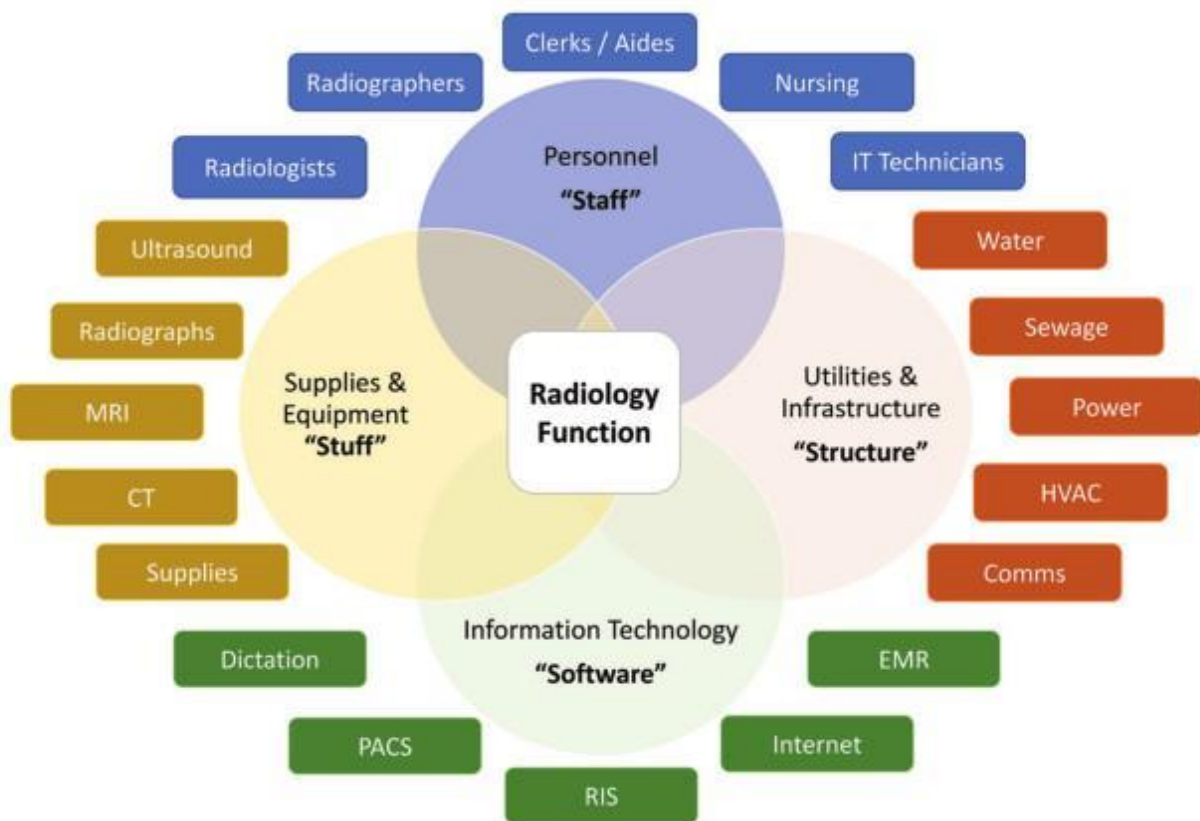 Clerks / Aides
Radiographers
Nursing
Radiologists
IT Technicians
Personnel
“Staff”
Ultrasound
Water
Radiographs
Sewage
MRI
Power
CT
HVAC
Supplies
Comms
Supplies &
Equipment
“Stuff”
Radiology
Function
Utilities &
Infrastructure
“Structure”
Information Technology
“Software”
Dictation
EMR
PACS
Internet
RIS